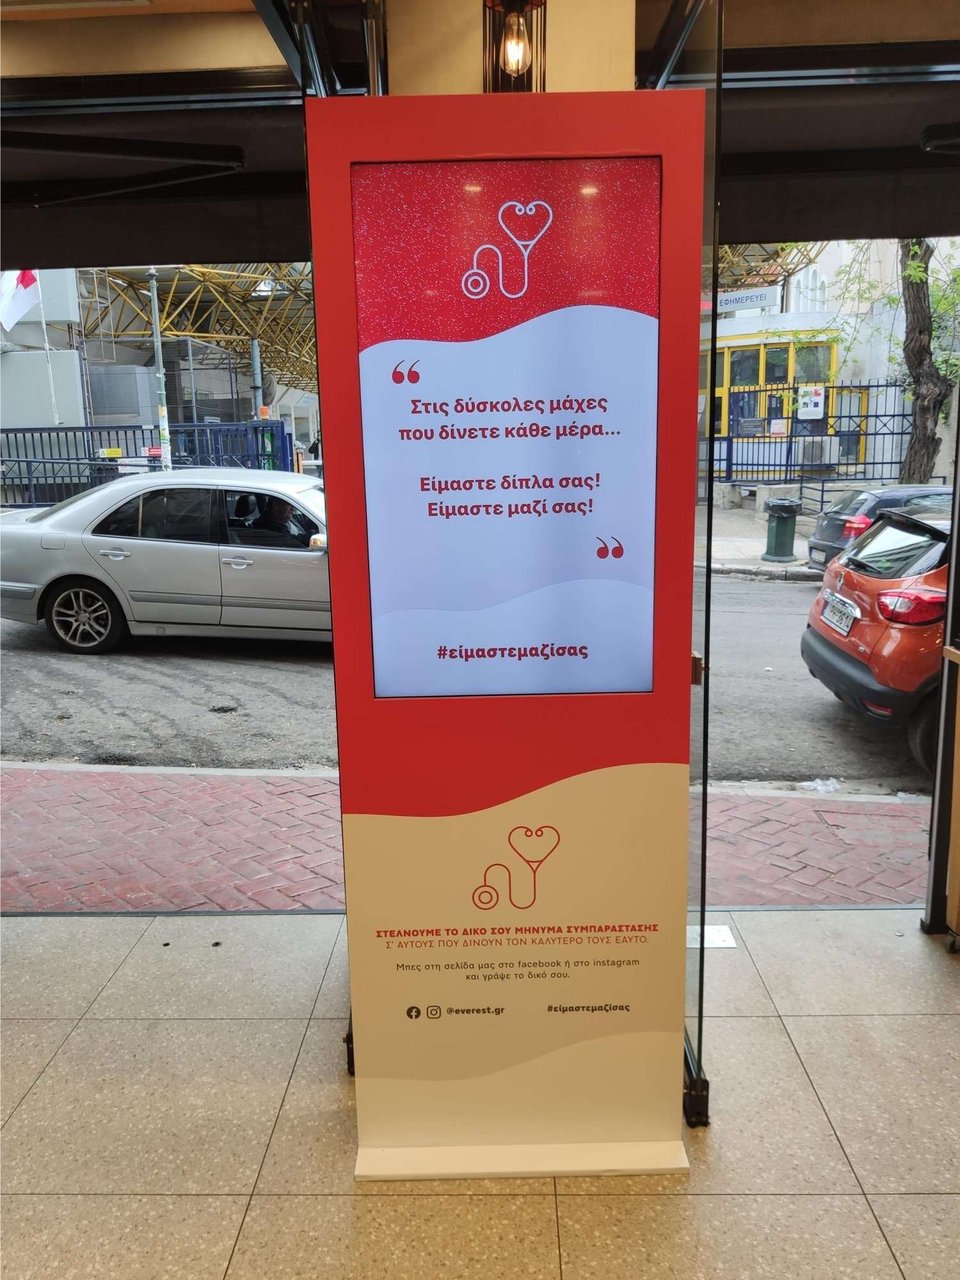 ΕΦΗΜΕΡΕΥΕΙ
“
Στις δύσκολες μάχες
που δίνετε κάθε μέρα...
Είμαστε δίπλα σας!
Είμαστε μαζί σας!
”
#είμαστεμαζίσας
ΣΤΕΛΝΟΥΜΕ ΤΟ ΔΙΚΟ ΣΟΥ ΜΗΝΥΜΑ ΣΥΜΠΑΡΑΣΤΑΣΗΣ
Σ' ΑΥΤΟΥΣ ΠΟΥ ΔΙΝΟΥΝ ΤΟΝ ΚΑΛΥΤΕΡΟ ΤΟΥΣ ΕΑΥΤΟ.
Μπες στη σελίδα μας στο facebook ή στο instagram
και γράψε το δικό σου.
@everest.gr #είμαστεμαζίσας